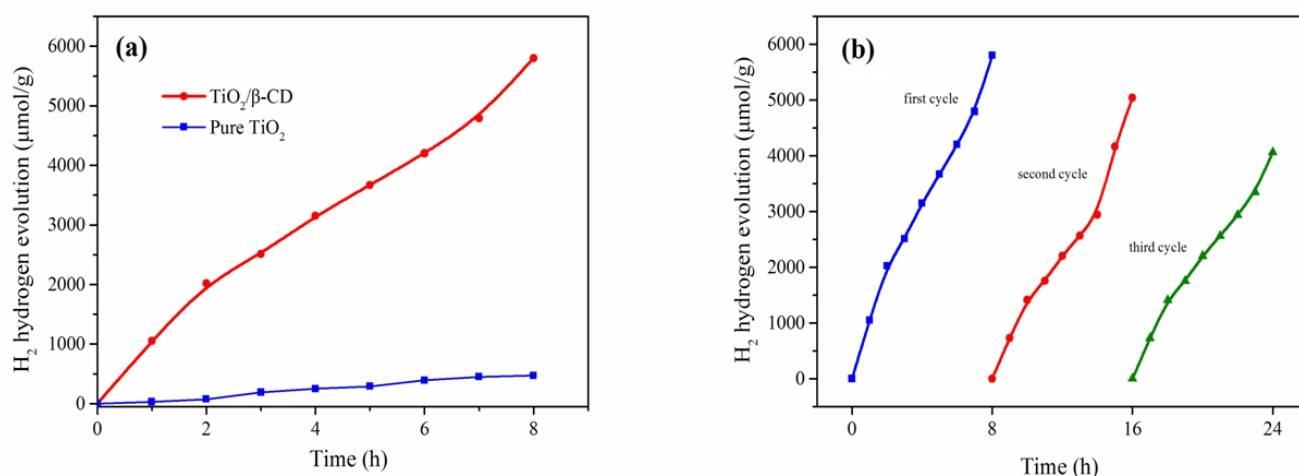 (a)
TiO₂/β-CD
Pure TiO₂
H₂ hydrogen evolution (μmol/g)
6000
5000
4000
3000
2000
1000
0
0 2 4 6 8
Time (h)
(b)
first cycle
second cycle
third cycle
H₂ hydrogen evolution (μmol/g)
6000
5000
4000
3000
2000
1000
0
0 8 16 24
Time (h)